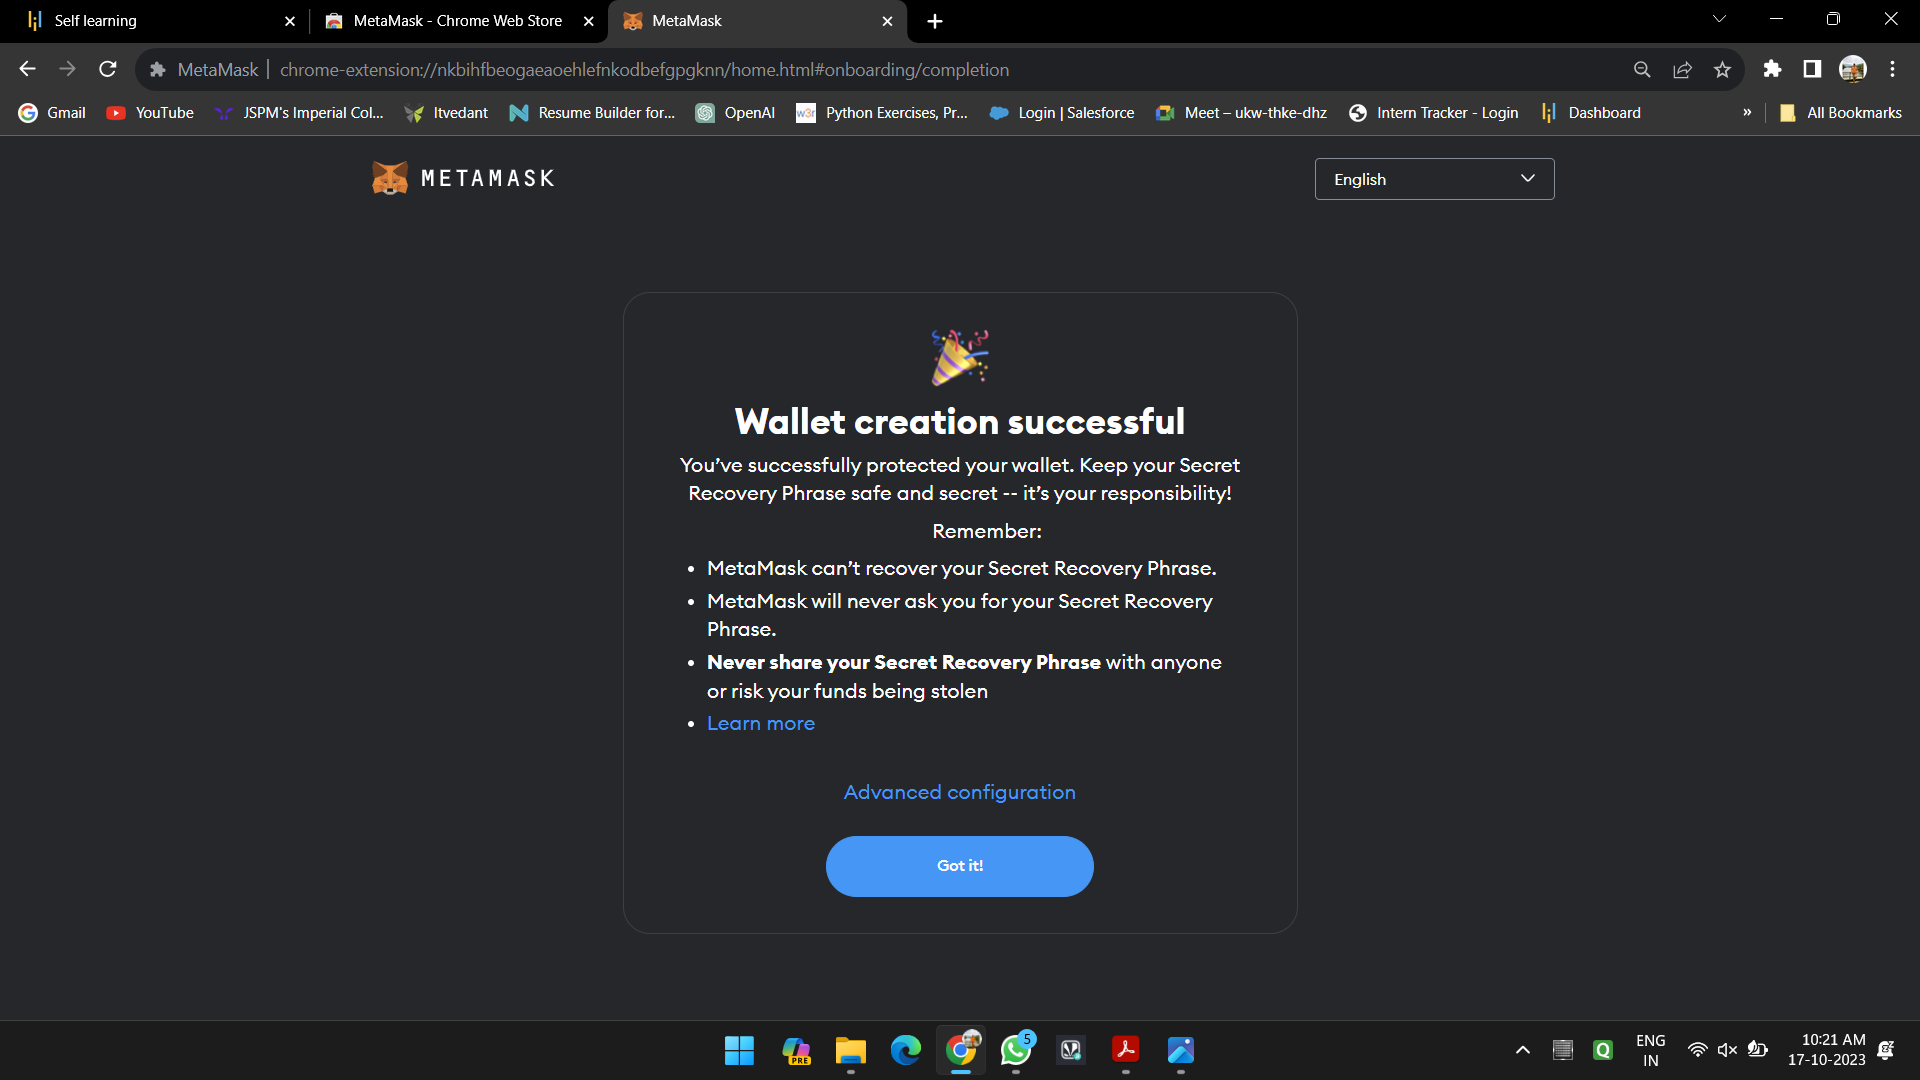 Self learning
MetaMask - Chrome Web Store
MetaMask
MetaMask
chrome-extension://nkbihfbeogaeaoehlefnkodbefgpgknn/home.html#onboarding/completion
Gmail
YouTube
JSPM's Imperial Col...
Itvedant
Resume Builder for...
OpenAI
w3r
Python Exercises, Pr...
Login | Salesforce
Meet – ukw-thke-dhz
Intern Tracker - Login
Dashboard
»
All Bookmarks
METAMASK
English
Wallet creation successful
You’ve successfully protected your wallet. Keep your Secret
Recovery Phrase safe and secret -- it’s your responsibility!
Remember:
• MetaMask can’t recover your Secret Recovery Phrase.
• MetaMask will never ask you for your Secret Recovery
Phrase.
• Never share your Secret Recovery Phrase with anyone
or risk your funds being stolen
• Learn more
Advanced configuration
Got it!
PRE
5
Q
ENG
IN
10:21 AM
17-10-2023